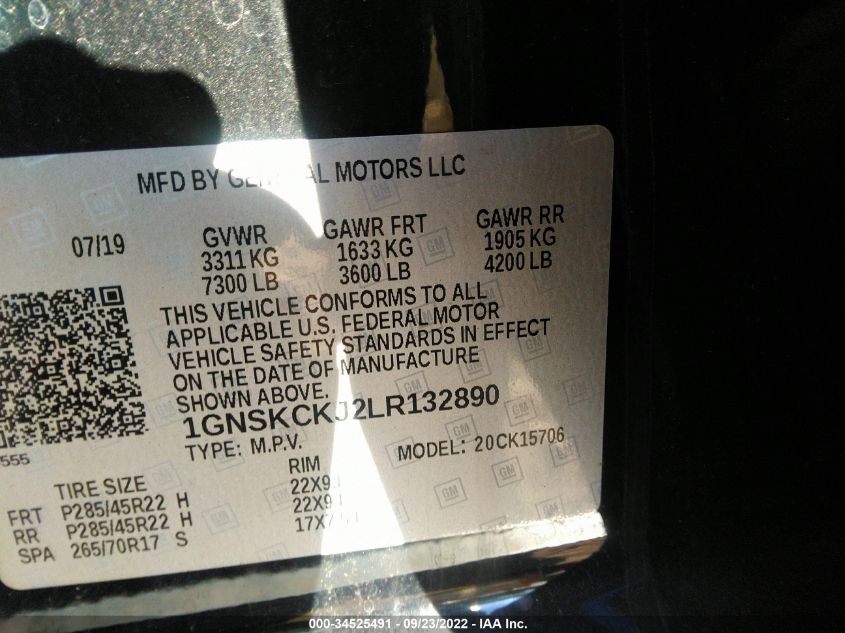 MFD BY GENERAL MOTORS LLC
07/19 GVWR GAWR FRT GAWR RR
3311 KG 1633 KG 1905 KG
7300 LB 3600 LB 4200 LB
THIS VEHICLE CONFORMS TO ALL
APPLICABLE U.S. FEDERAL MOTOR
VEHICLE SAFETY STANDARDS IN EFFECT
ON THE DATE OF MANUFACTURE
SHOWN ABOVE.
1GNSKCKJ2LR132890
TYPE: M.P.V. MODEL: 20CK15706
555
TIRE SIZE RIM
FRT P285/45R22 H 22X9J
RR P285/45R22 H 22X9J
SPA 265/70R17 S
GM
000-34525491 - 09/23/2022 - IAA Inc.